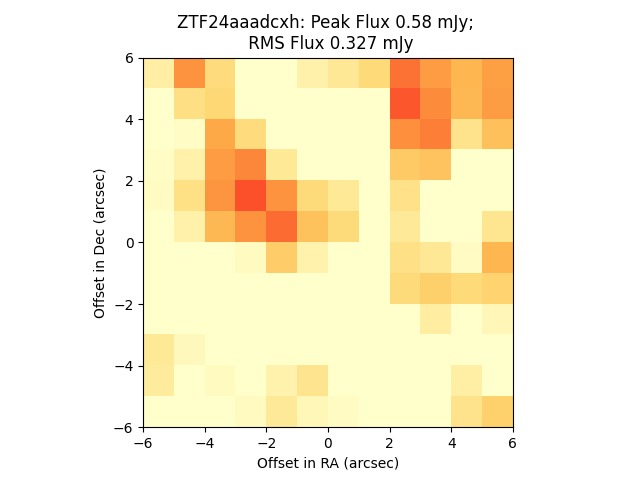 ZTF24aaadcxh: Peak Flux 0.58 mJy;
RMS Flux 0.327 mJy
6
4
2
0
−2
−4
−6
Offset in Dec (arcsec)
−6 −4 −2 0 2 4 6
Offset in RA (arcsec)